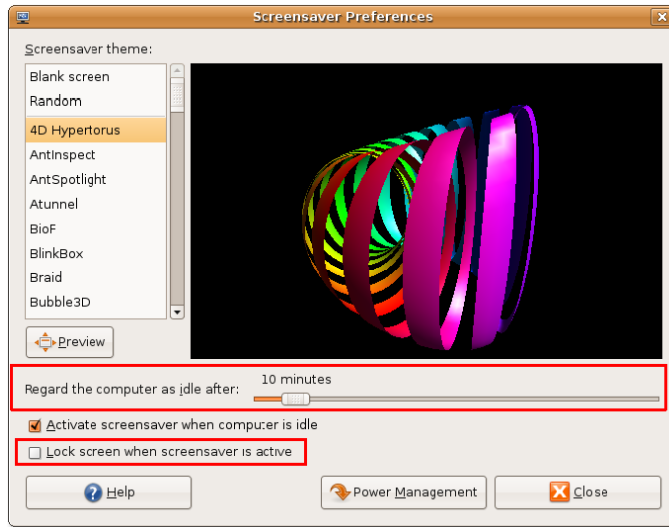 Screensaver Preferences
Screensaver theme:
Blank screen
Random
4D Hypertorus
AntInspect
AntSpotlight
Atunnel
BioF
BlinkBox
Braid
Bubble3D
Preview
10 minutes
Regard the computer as idle after:
Activate screensaver when computer is idle
Lock screen when screensaver is active
Help
Power Management
Close